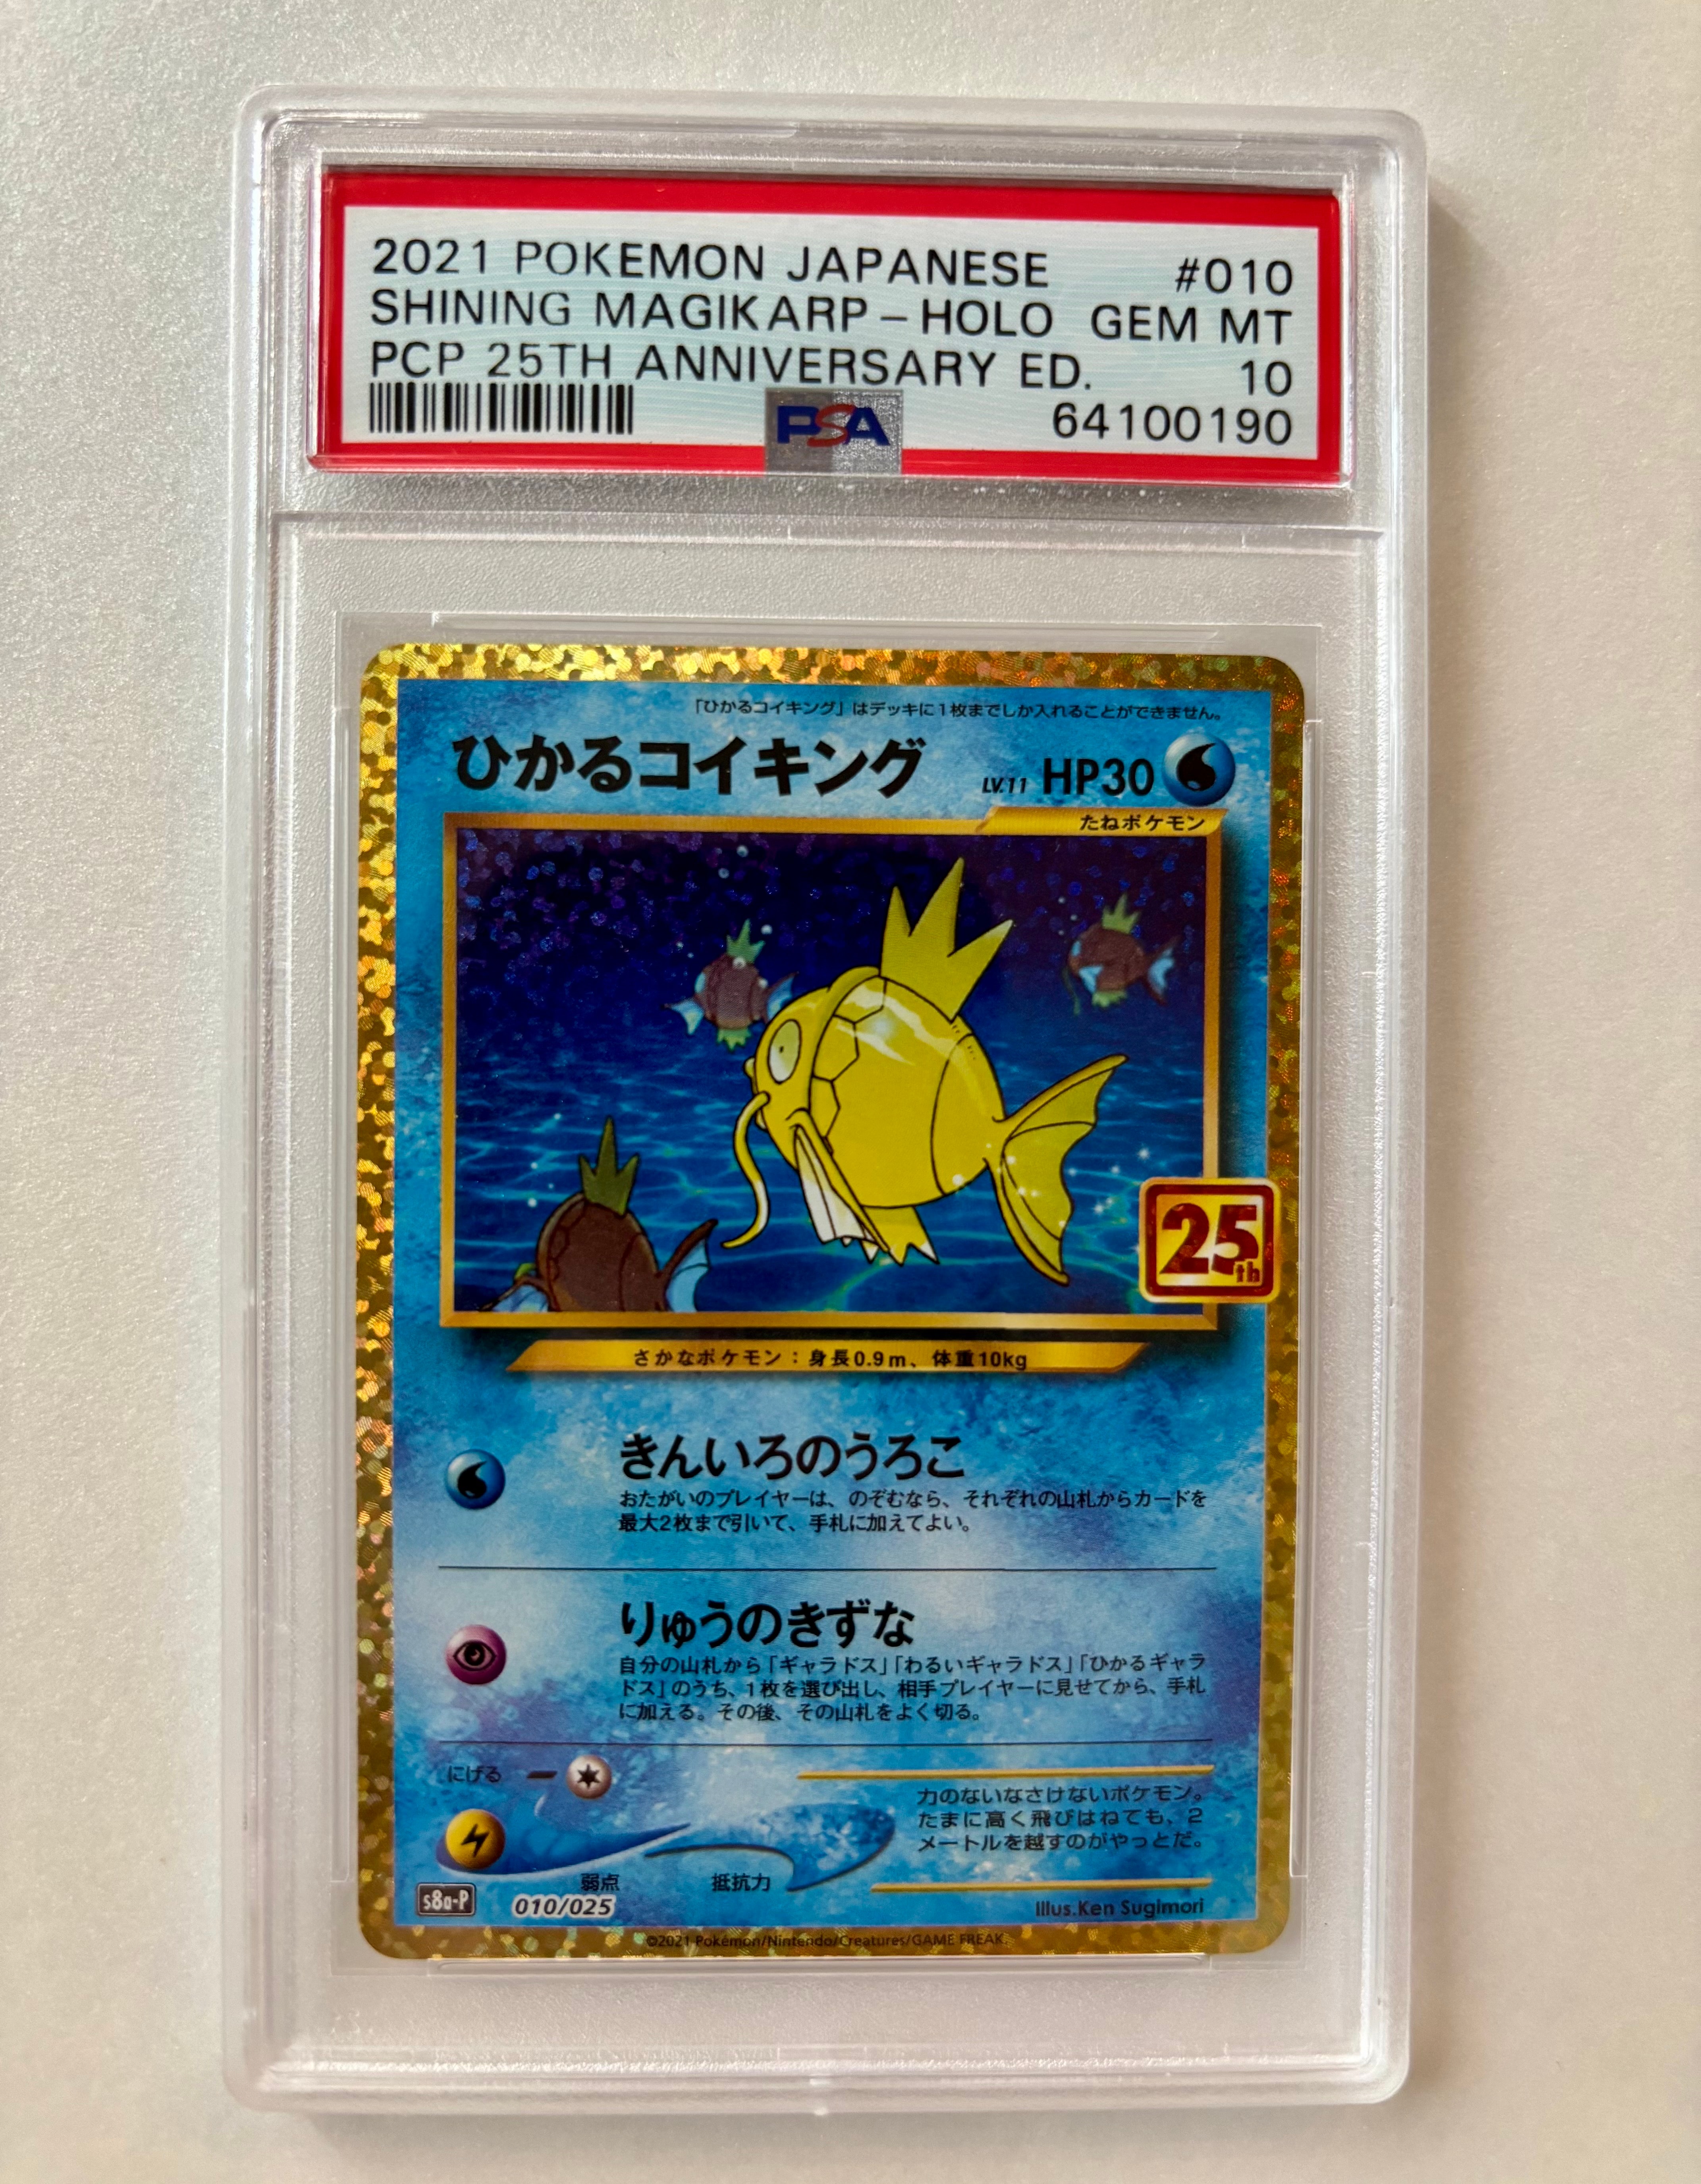 2021 POKEMON JAPANESE #010
SHINING MAGIKARP-HOLO GEM MT
PCP 25TH ANNIVERSARY ED. 10
PSA 64100190
「ひかるコイキング」はデッキに1枚までしか入れることができません。
ひかるコイキング LV.11 HP30
たねポケモン
25th
さかなポケモン:身長0.9m、体重10kg
きんいろのうろこ
おたがいのプレイヤーは、のぞむなら、それぞれの山札からカードを
最大2枚まで引いて、手札に加えてよい。
りゅうのきずな
自分の山札から「ギャラドス」「わるいギャラドス」「ひかるギャラ
ドス」のうち、1枚を選び出し、相手プレイヤーに見せてから、手札
に加える。その後、その山札をよく切る。
にげる
力のないなさけないポケモン。
たまに高く飛びはねても、2
メートルを越すのがやっとだ。
弱点 抵抗力
s8a-P 010/025 Illus.Ken Sugimori
©2021 Pokémon/Nintendo/Creatures/GAME FREAK.